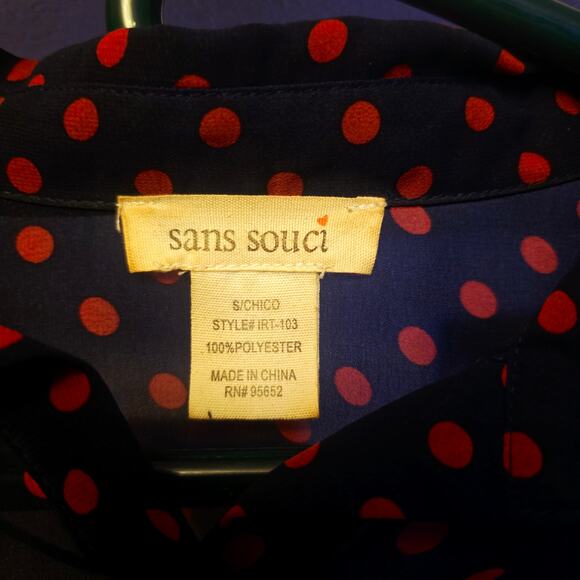 sans souci
S/CHICO
STYLE# IRT-103
100%POLYESTER
MADE IN CHINA
RN# 95652